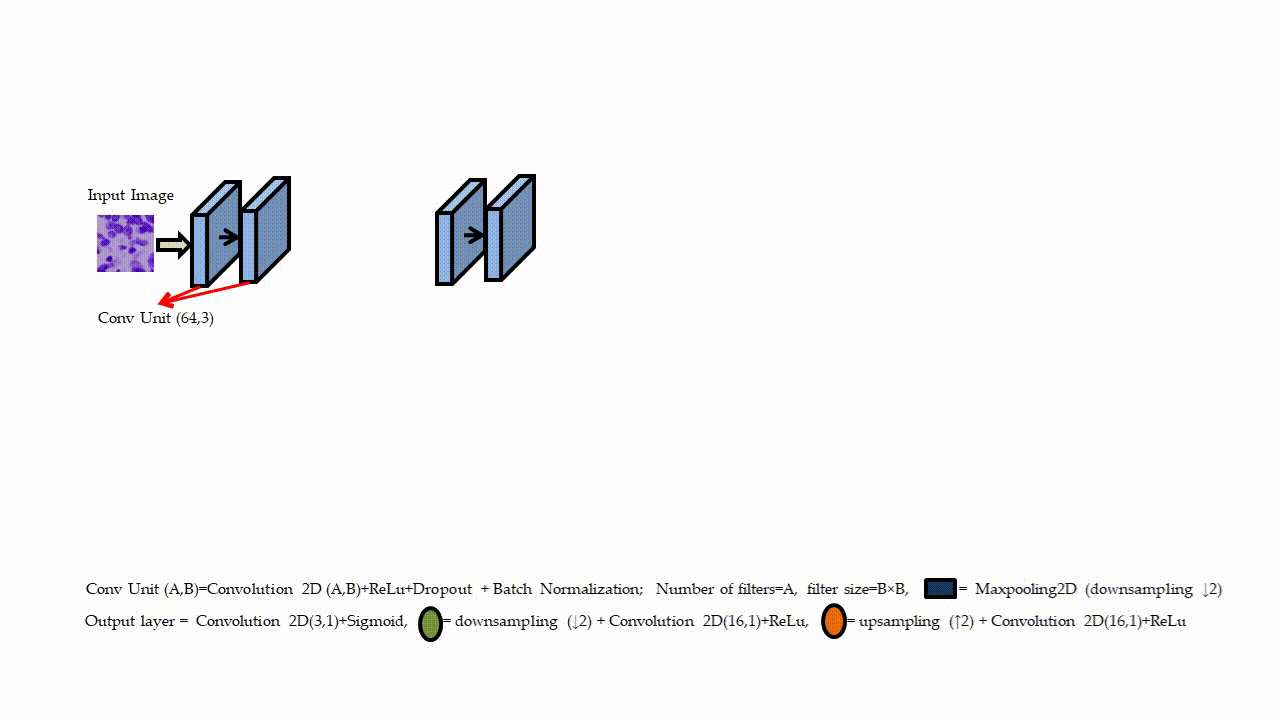 Input Image
Conv Unit (64,3)
Conv Unit (A,B)=Convolution 2D (A,B)+ReLu+Dropout + Batch Normalization; Number of filters=A, filter size=B×B, = Maxpooling2D (downsampling ↓2)
Output layer = Convolution 2D(3,1)+Sigmoid, = downsampling (↓2) + Convolution 2D(16,1)+ReLu, = upsampling (↑2) + Convolution 2D(16,1)+ReLu